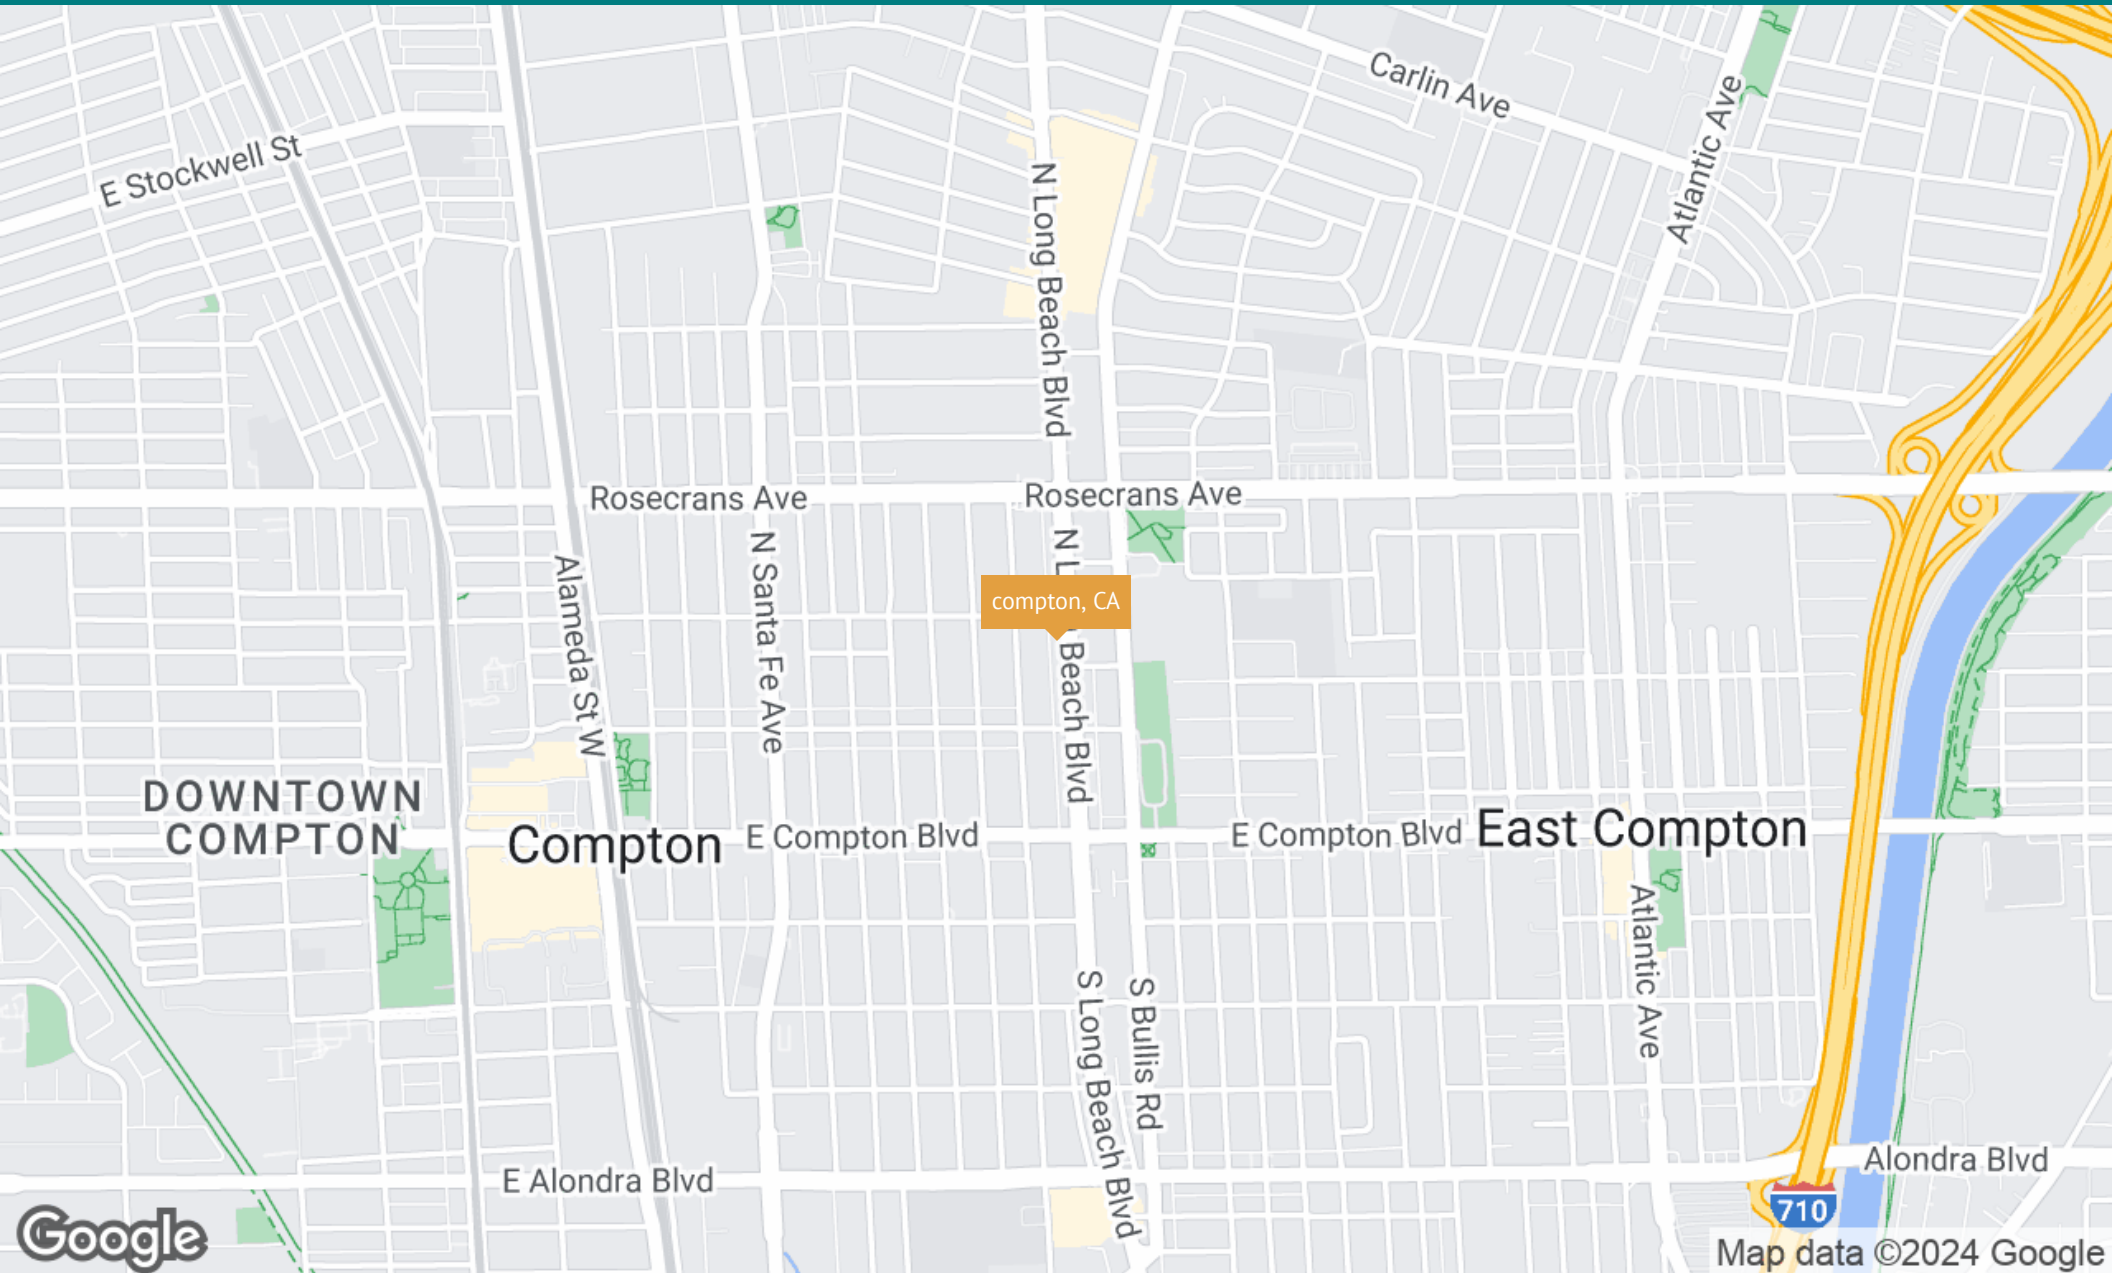 Carlin Ave
Atlantic Ave
E Stockwell St
N Long Beach Blvd
Rosecrans Ave
Rosecrans Ave
N Santa Fe Ave
Alameda St W
compton, CA
N L Beach Blvd
DOWNTOWN
COMPTON
Compton
E Compton Blvd
E Compton Blvd
East Compton
Atlantic Ave
S Long Beach Blvd
S Bullis Rd
E Alondra Blvd
Alondra Blvd
710
Google
Map data ©2024 Google